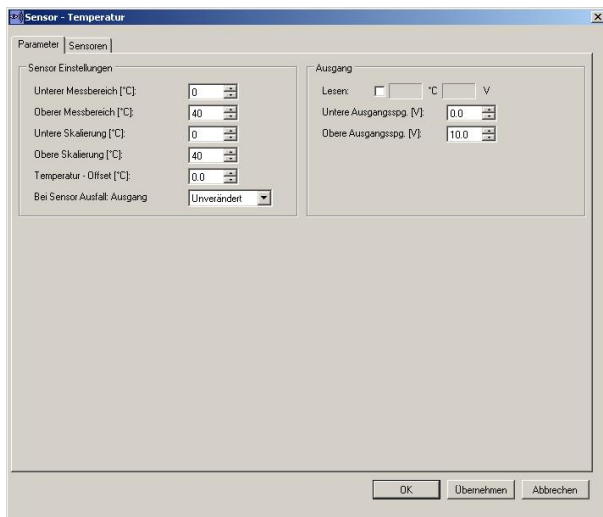 Sensor - Temperatur
Parameter
Sensoren
Sensor Einstellungen
Unterer Messbereich [°C]: 0
Oberer Messbereich [°C]: 40
Untere Skalierung [°C]: 0
Obere Skalierung [°C]: 40
Temperatur - Offset [°C]: 0.0
Bei Sensor Ausfall: Ausgang Unverändert
Ausgang
Lesen: °C V
Untere Ausgangsspg. [V]: 0.0
Obere Ausgangsspg. [V]: 10.0
OK
Übernehmen
Abbrechen